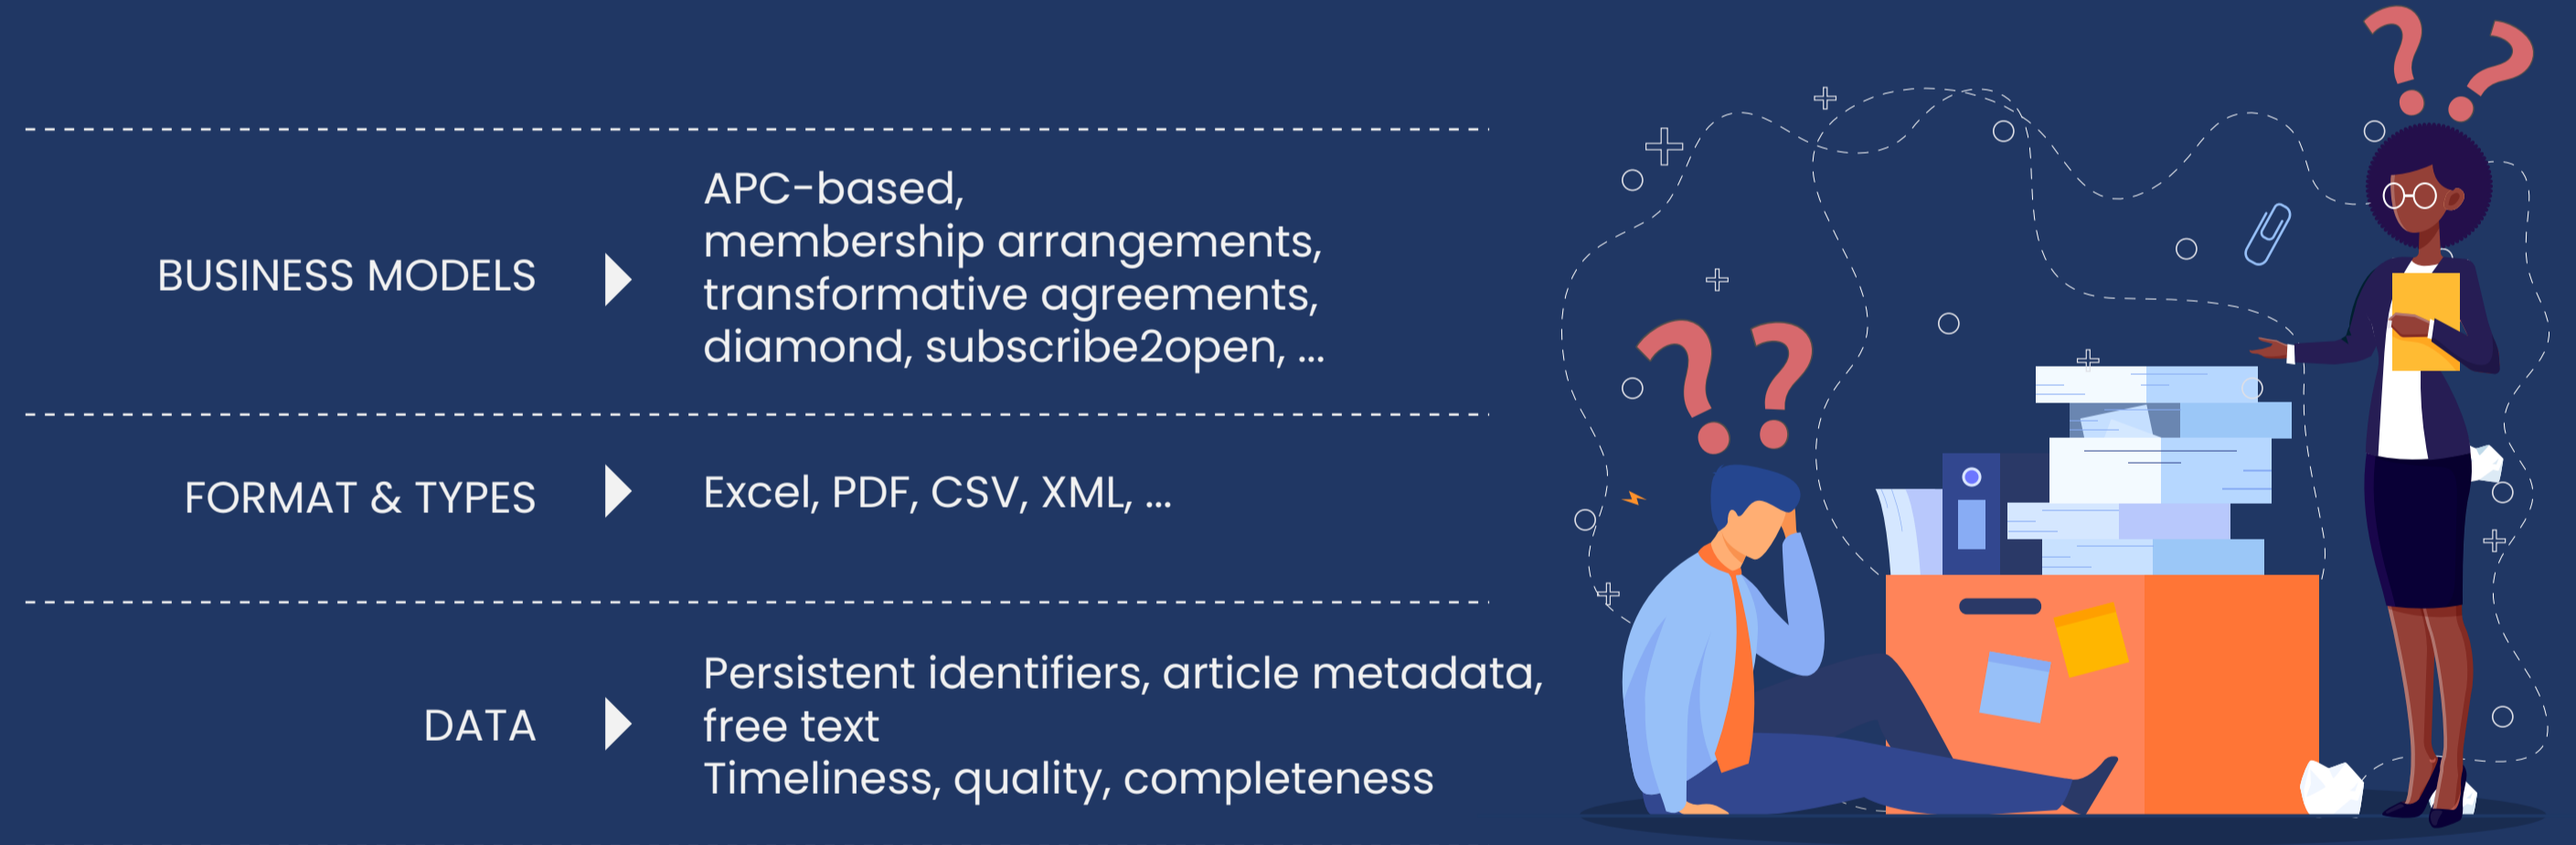 BUSINESS MODELS
APC-based,
membership arrangements,
transformative agreements,
diamond, subscribe2open, ...
FORMAT & TYPES
Excel, PDF, CSV, XML, ...
DATA
Persistent identifiers, article metadata,
free text
Timeliness, quality, completeness
? ?
? ?